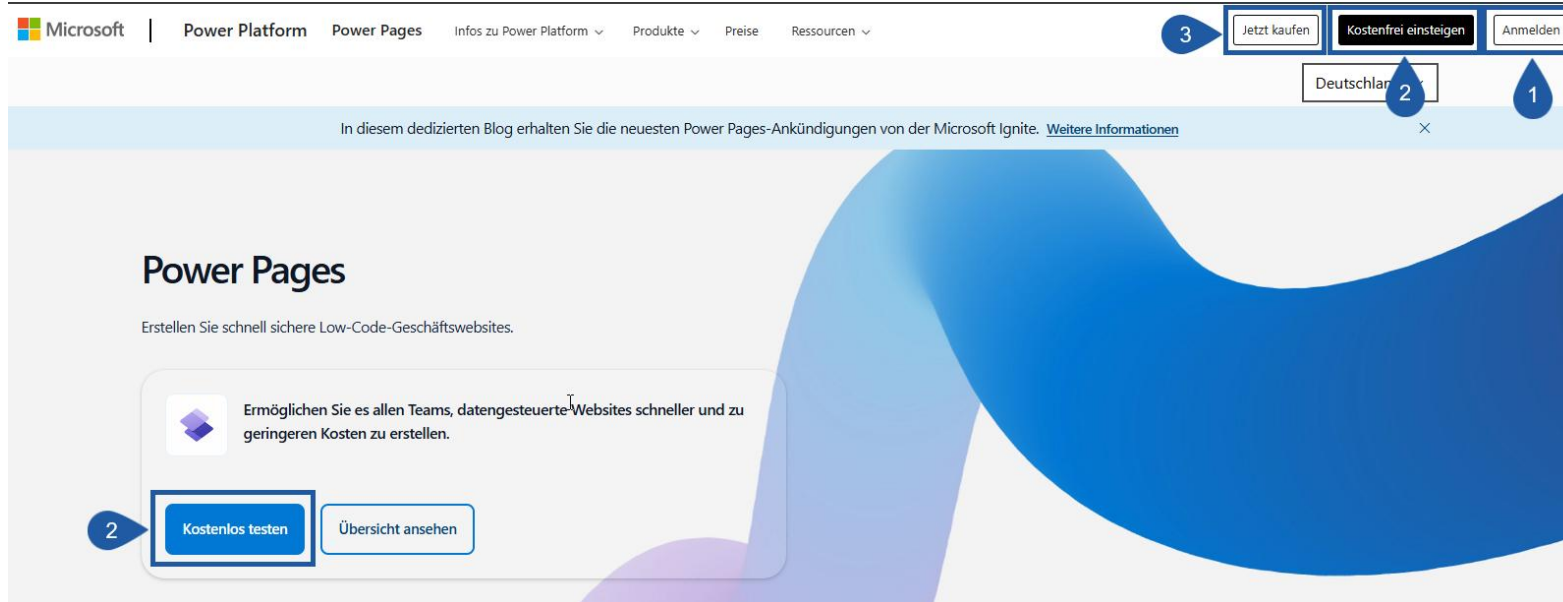 Microsoft
Power Platform
Power Pages
Infos zu Power Platform
Produkte
Preise
Ressourcen
3
Jetzt kaufen
Kostenfrei einsteigen
Anmelden
2
1
In diesem dedizierten Blog erhalten Sie die neuesten Power Pages-Ankündigungen von der Microsoft Ignite. Weitere Informationen
Power Pages
Erstellen Sie schnell sichere Low-Code-Geschäftswebsites.
Ermöglichen Sie es allen Teams, datengesteuerte Websites schneller und zu
geringeren Kosten zu erstellen.
2
Kostenlos testen
Übersicht ansehen